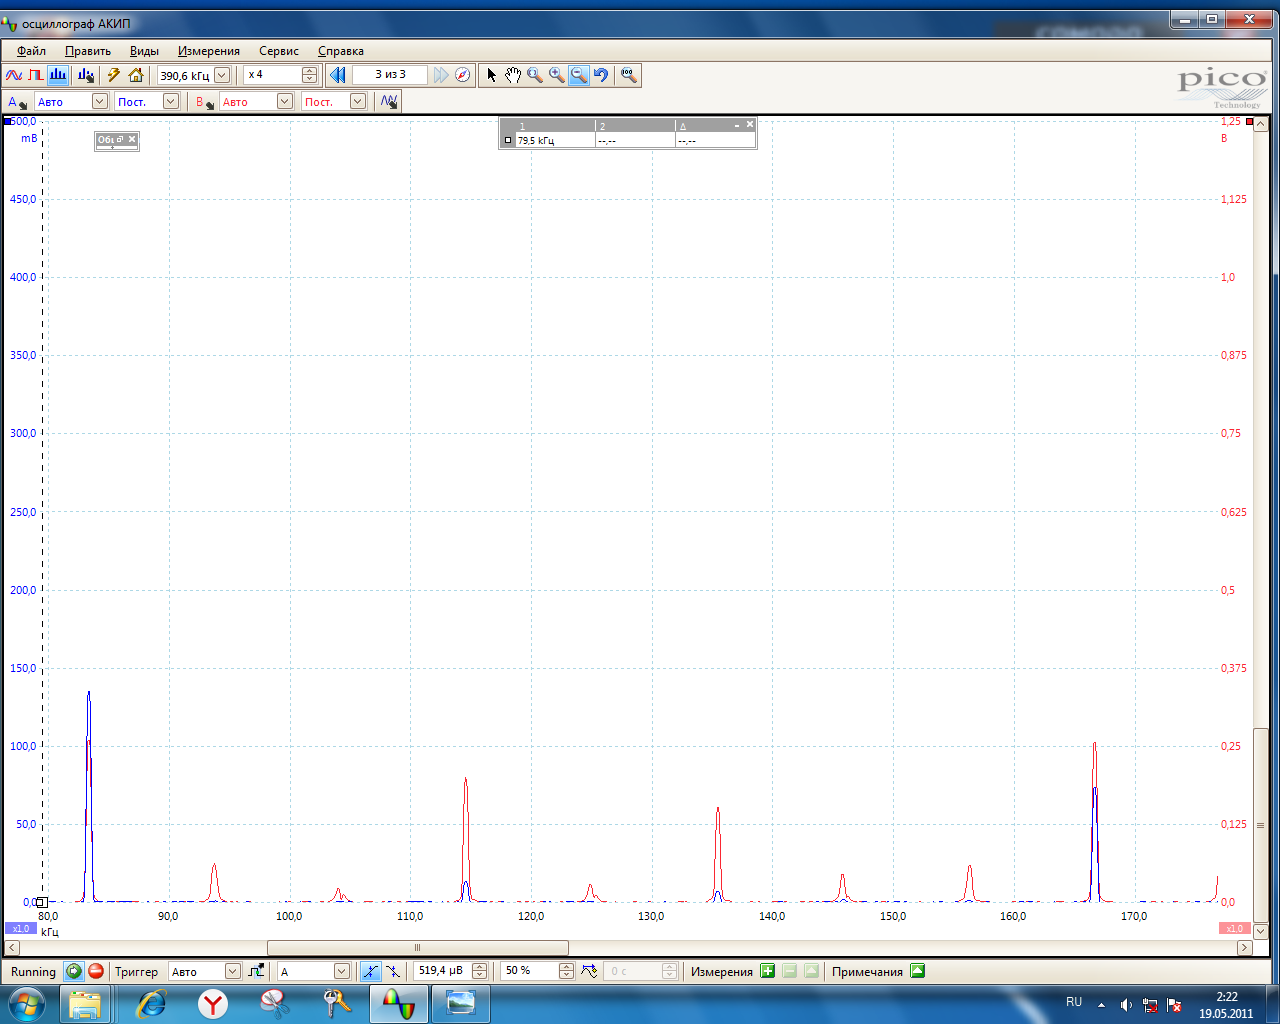 осциллограф АКИП
Файл Править Виды Измерения Сервис Справка
390,6 кГц x 4 3 из 3
A Авто Пост. B Авто Пост.
pico
Technology
500,0 1,25
мВ В
1 2 Δ
79,5 кГц --,-- --,--
450,0 1,125
400,0 1,0
350,0 0,875
300,0 0,75
250,0 0,625
200,0 0,5
150,0 0,375
100,0 0,25
50,0 0,125
0,0 0,0
80,0 90,0 100,0 110,0 120,0 130,0 140,0 150,0 160,0 170,0
x1,0 кГц x1,0
Running Триггер Авто A 519,4 µВ 50 % 0 с Измерения Примечания
RU 2:22
19.05.2011